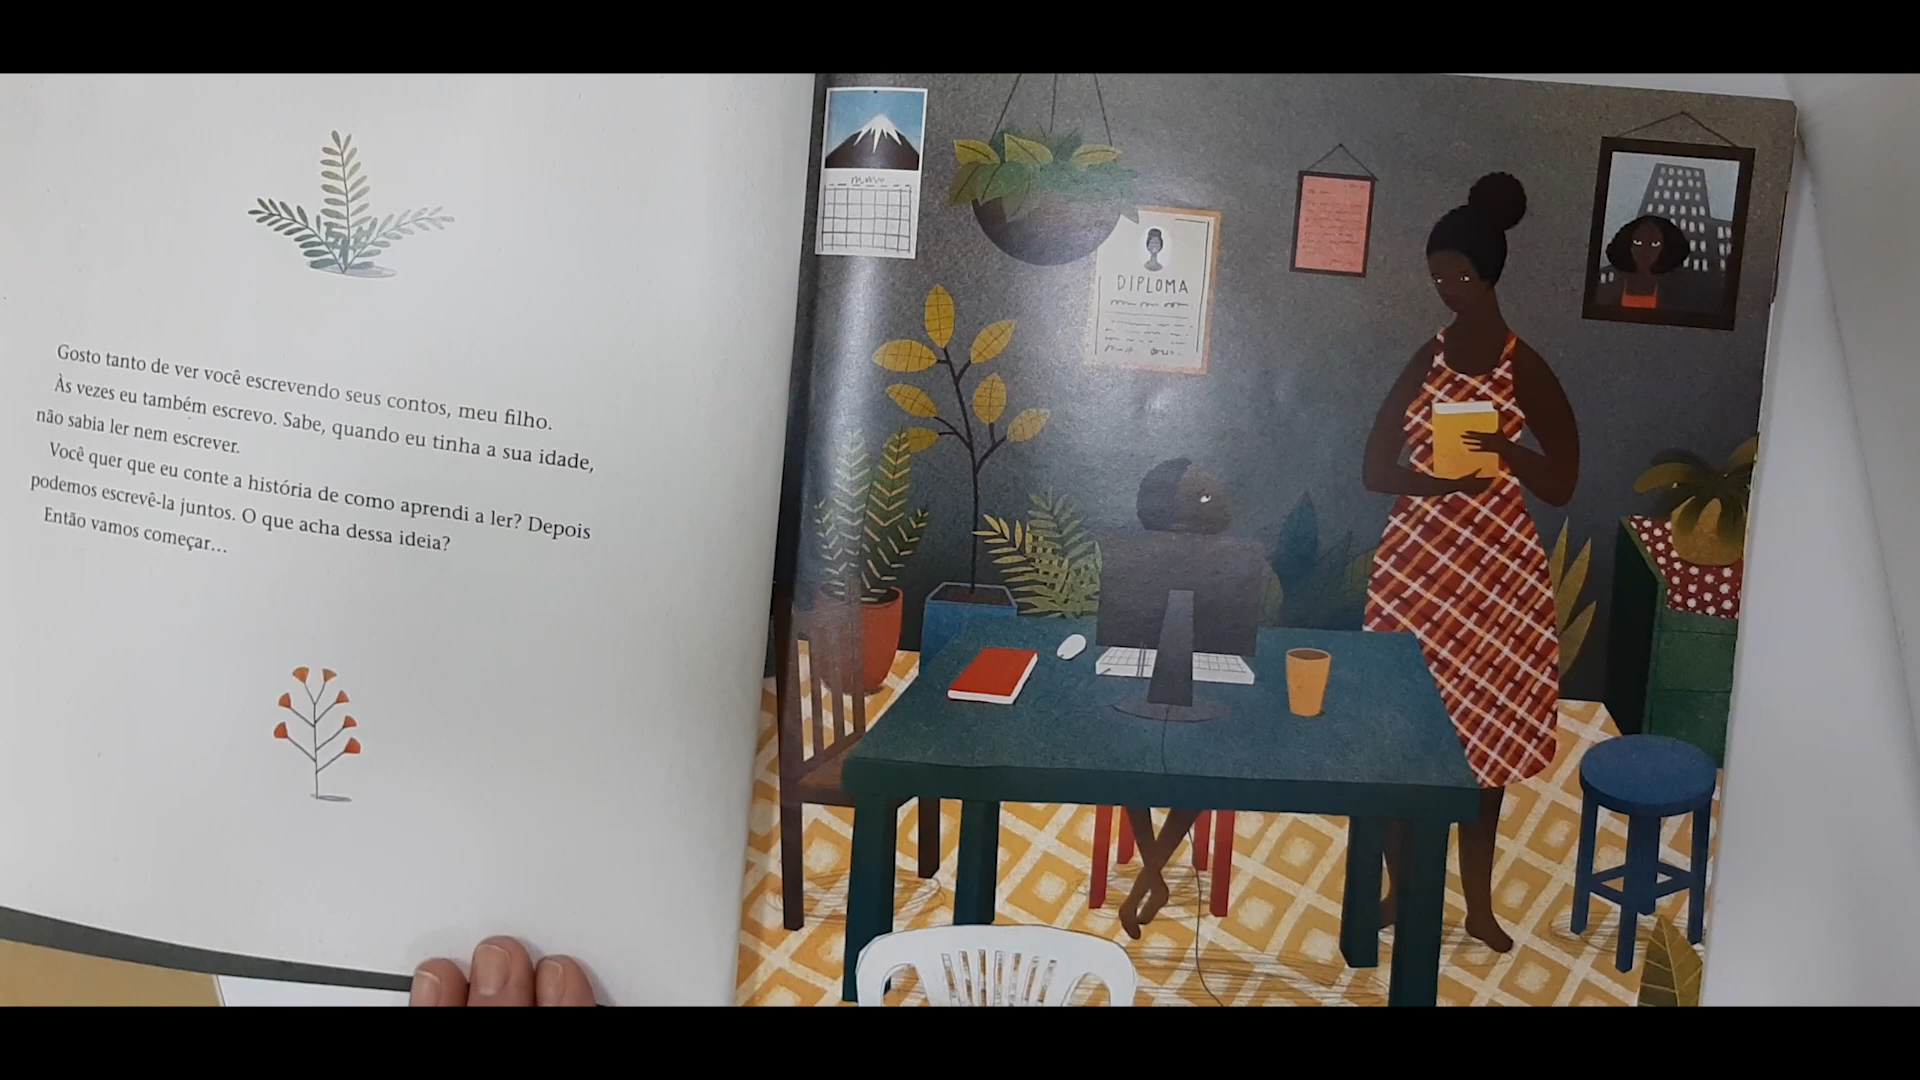 Gosto tanto de ver você escrevendo seus contos, meu filho.
Às vezes eu também escrevo. Sabe, quando eu tinha a sua idade,
não sabia ler nem escrever.
Você quer que eu conte a história de como aprendi a ler? Depois
podemos escrevê-la juntos. O que acha dessa ideia?
Então vamos começar…
DIPLOMA